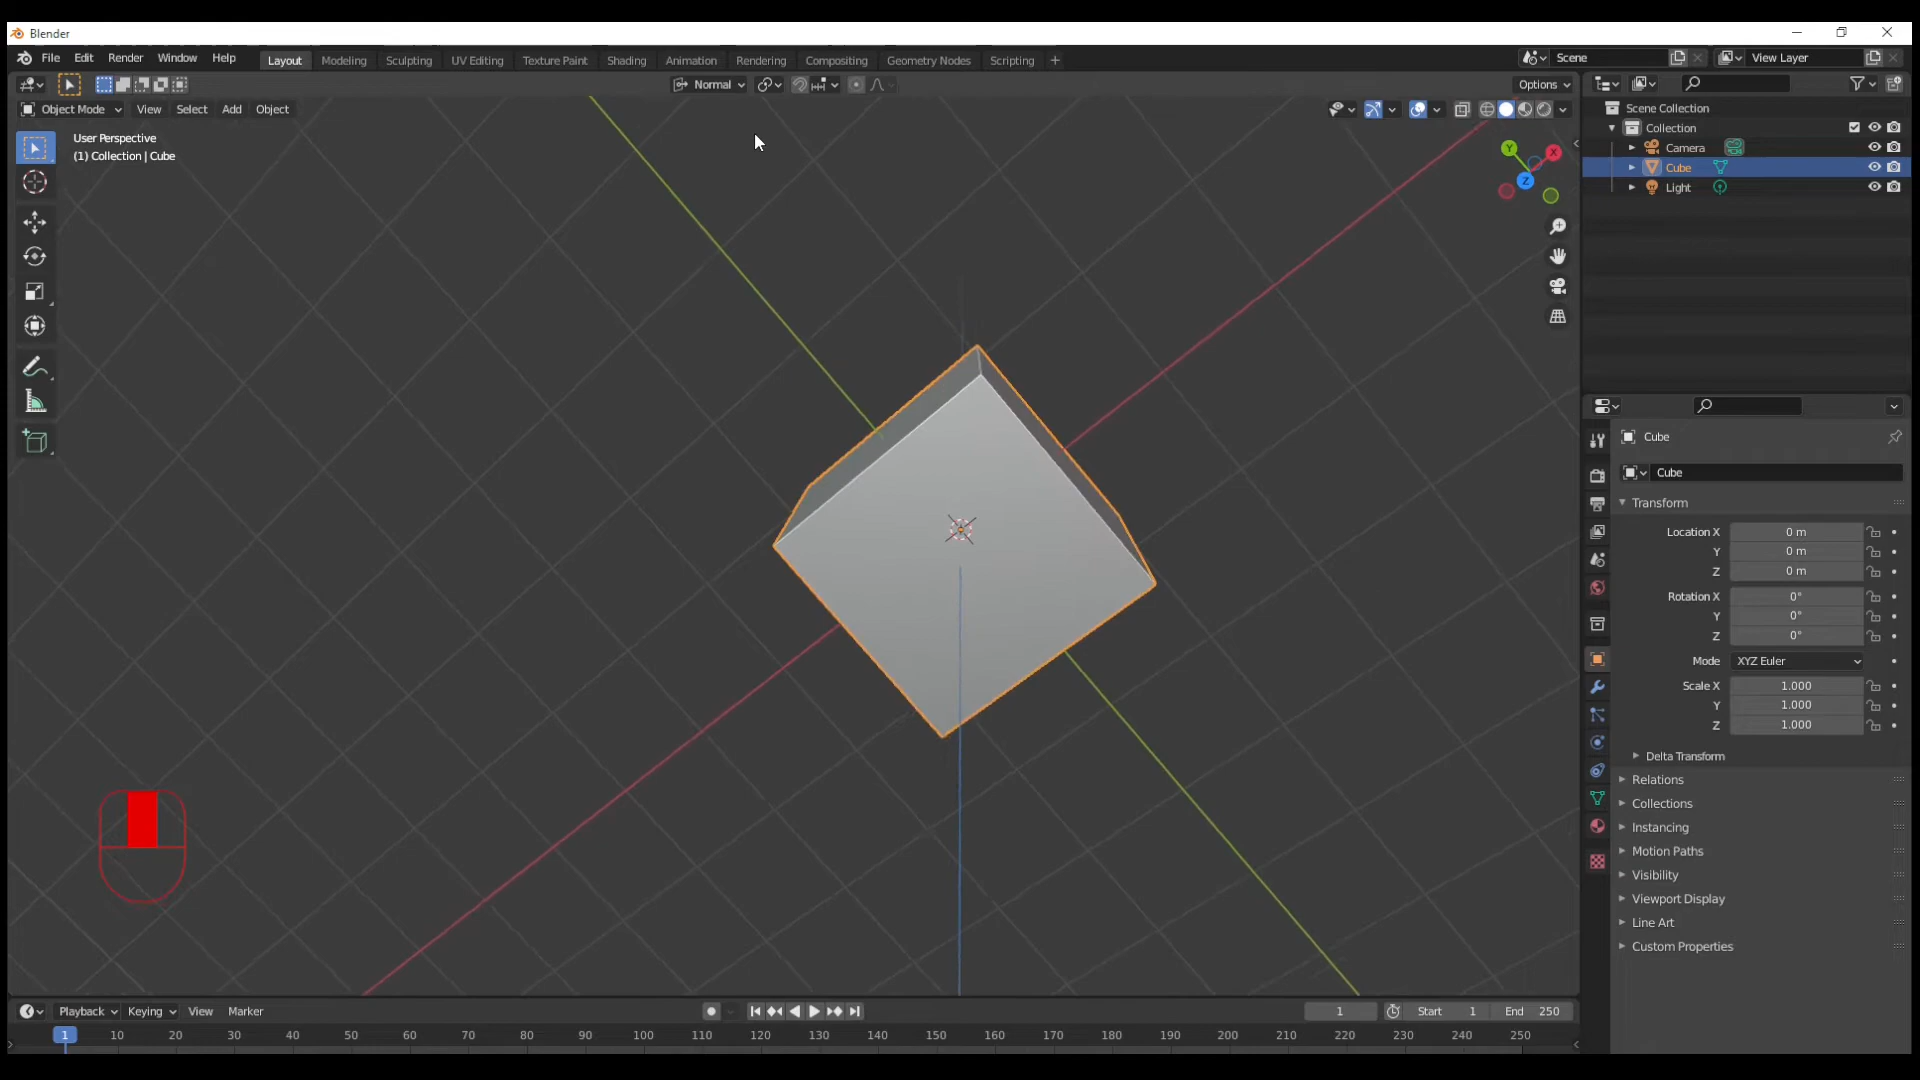 Blender
File Edit Render Window Help
Layout Modeling Sculpting UV Editing Texture Paint Shading Animation Rendering Compositing Geometry Nodes Scripting +
Scene
View Layer
Normal
Options
Object Mode View Select Add Object
User Perspective
(1) Collection | Cube
Y
X
Z
Scene Collection
Collection
Camera
Cube
Light
Cube
Cube
Transform
Location X 0 m
Y 0 m
Z 0 m
Rotation X 0°
Y 0°
Z 0°
Mode XYZ Euler
Scale X 1.000
Y 1.000
Z 1.000
Delta Transform
Relations
Collections
Instancing
Motion Paths
Visibility
Viewport Display
Line Art
Custom Properties
Playback Keying View Marker
1
Start 1
End 250
1 10 20 30 40 50 60 70 80 90 100 110 120 130 140 150 160 170 180 190 200 210 220 230 240 250